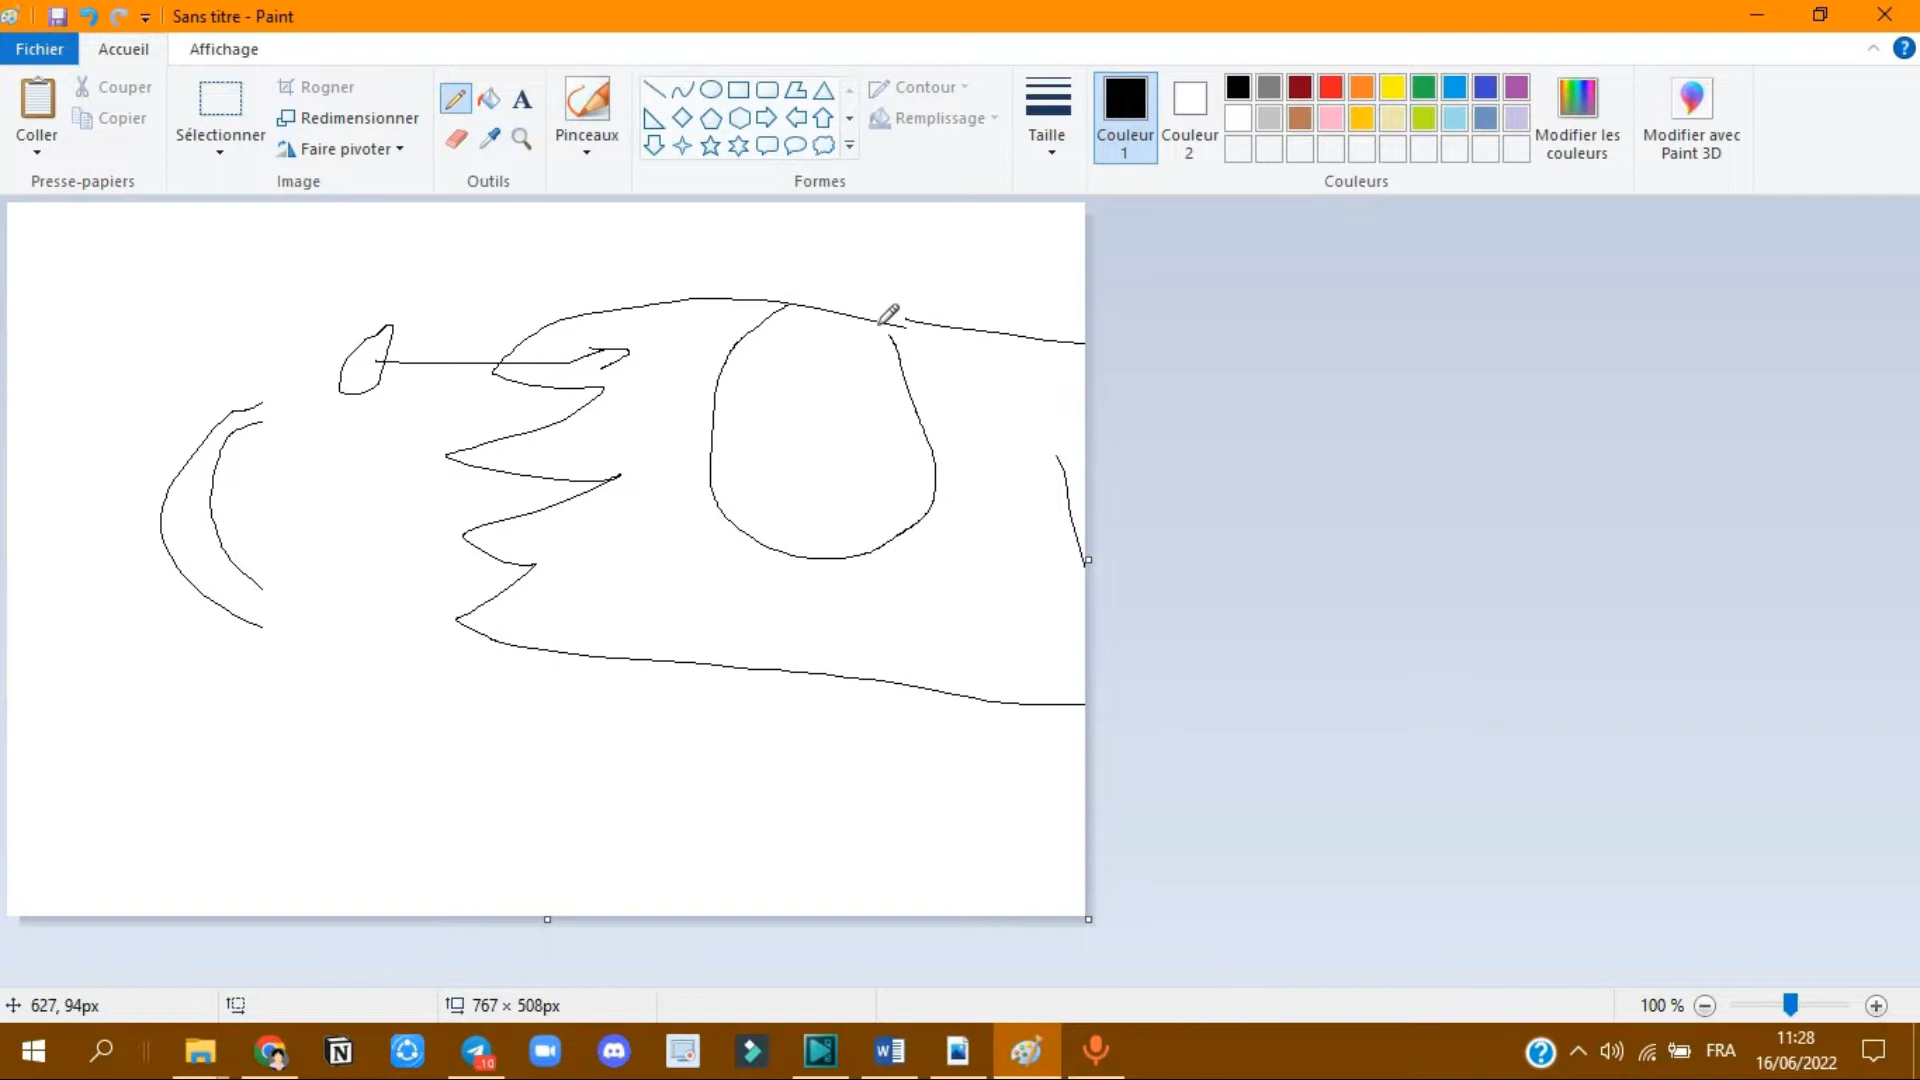 Sans titre - Paint
Fichier
Accueil
Affichage
Coller
Couper
Copier
Presse-papiers
Sélectionner
Rogner
Redimensionner
Faire pivoter
Image
A
Outils
Pinceaux
Contour
Remplissage
Formes
Taille
Couleur
1
Couleur
2
Modifier les
couleurs
Couleurs
Modifier avec
Paint 3D
627, 94px
767 × 508px
100 %
10
W
FRA
11:28
16/06/2022